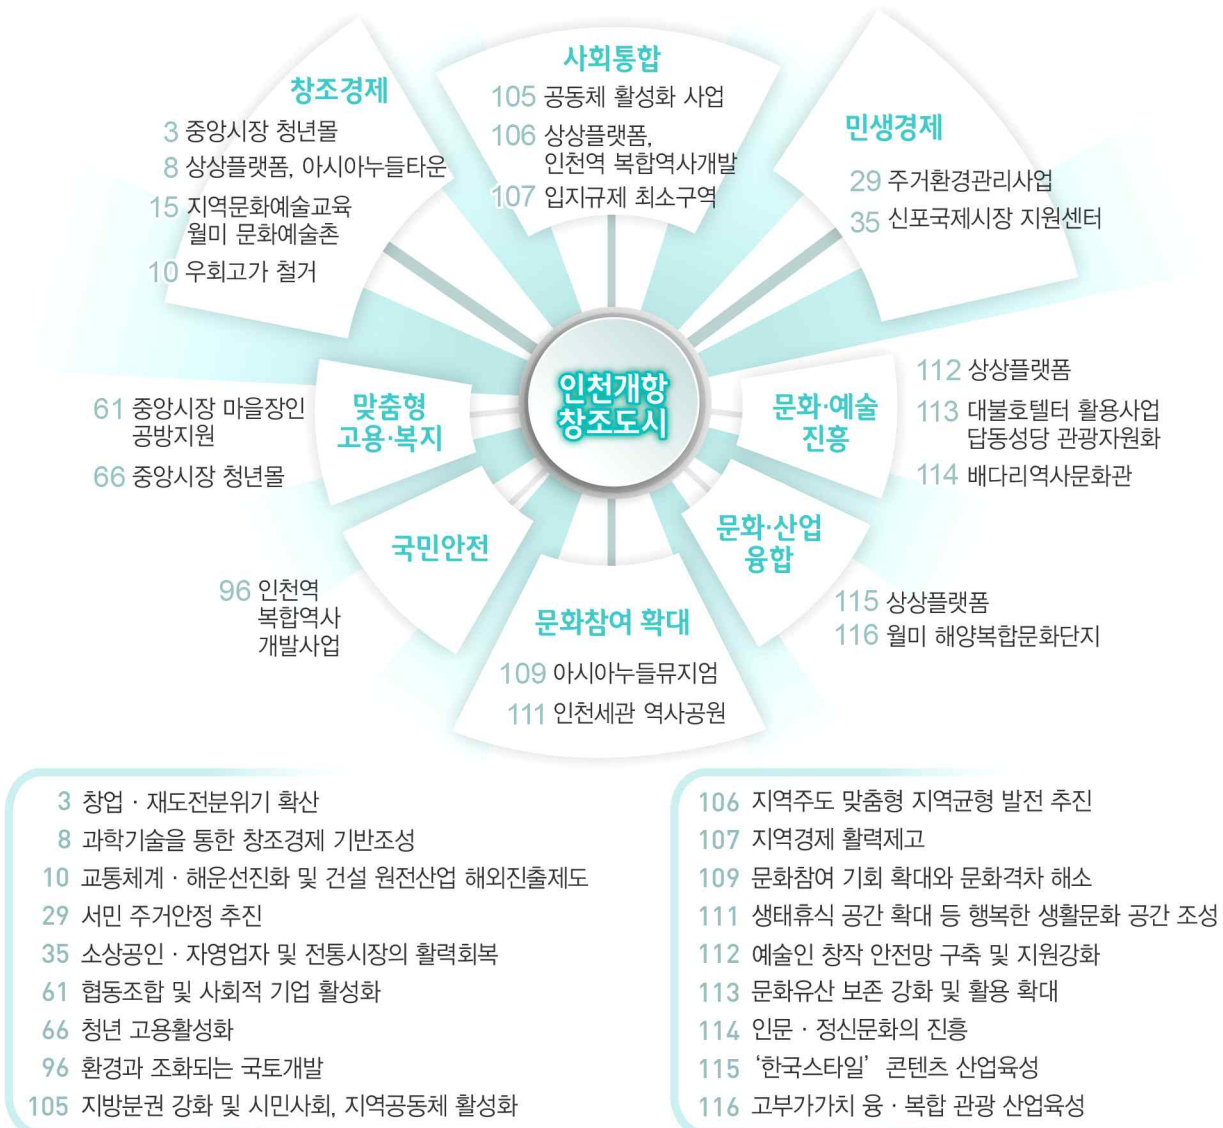 창조경제
3 중앙시장 청년몰
8 상상플랫폼, 아시아누들타운
15 지역문화예술교육
월미 문화예술촌
10 우회고가 철거
사회통합
105 공동체 활성화 사업
106 상상플랫폼,
인천역 복합역사개발
107 입지규제 최소구역
민생경제
29 주거환경관리사업
35 신포국제시장 지원센터
인천개항
창조도시
맞춤형
고용·복지
61 중앙시장 마을장인
공방지원
66 중앙시장 청년몰
문화·예술
진흥
112 상상플랫폼
113 대불호텔터 활용사업
답동성당 관광자원화
114 배다리역사문화관
국민안전
96 인천역
복합역사
개발사업
문화·산업
융합
115 상상플랫폼
116 월미 해양복합문화단지
문화참여 확대
109 아시아누들뮤지엄
111 인천세관 역사공원
3 창업 · 재도전분위기 확산
8 과학기술을 통한 창조경제 기반조성
10 교통체계 · 해운선진화 및 건설 원전산업 해외진출제도
29 서민 주거안정 추진
35 소상공인 · 자영업자 및 전통시장의 활력회복
61 협동조합 및 사회적 기업 활성화
66 청년 고용활성화
96 환경과 조화되는 국토개발
105 지방분권 강화 및 시민사회, 지역공동체 활성화
106 지역주도 맞춤형 지역균형 발전 추진
107 지역경제 활력제고
109 문화참여 기회 확대와 문화격차 해소
111 생태휴식 공간 확대 등 행복한 생활문화 공간 조성
112 예술인 창작 안전망 구축 및 지원강화
113 문화유산 보존 강화 및 활용 확대
114 인문 · 정신문화의 진흥
115 ‘한국스타일’ 콘텐츠 산업육성
116 고부가가치 융 · 복합 관광 산업육성